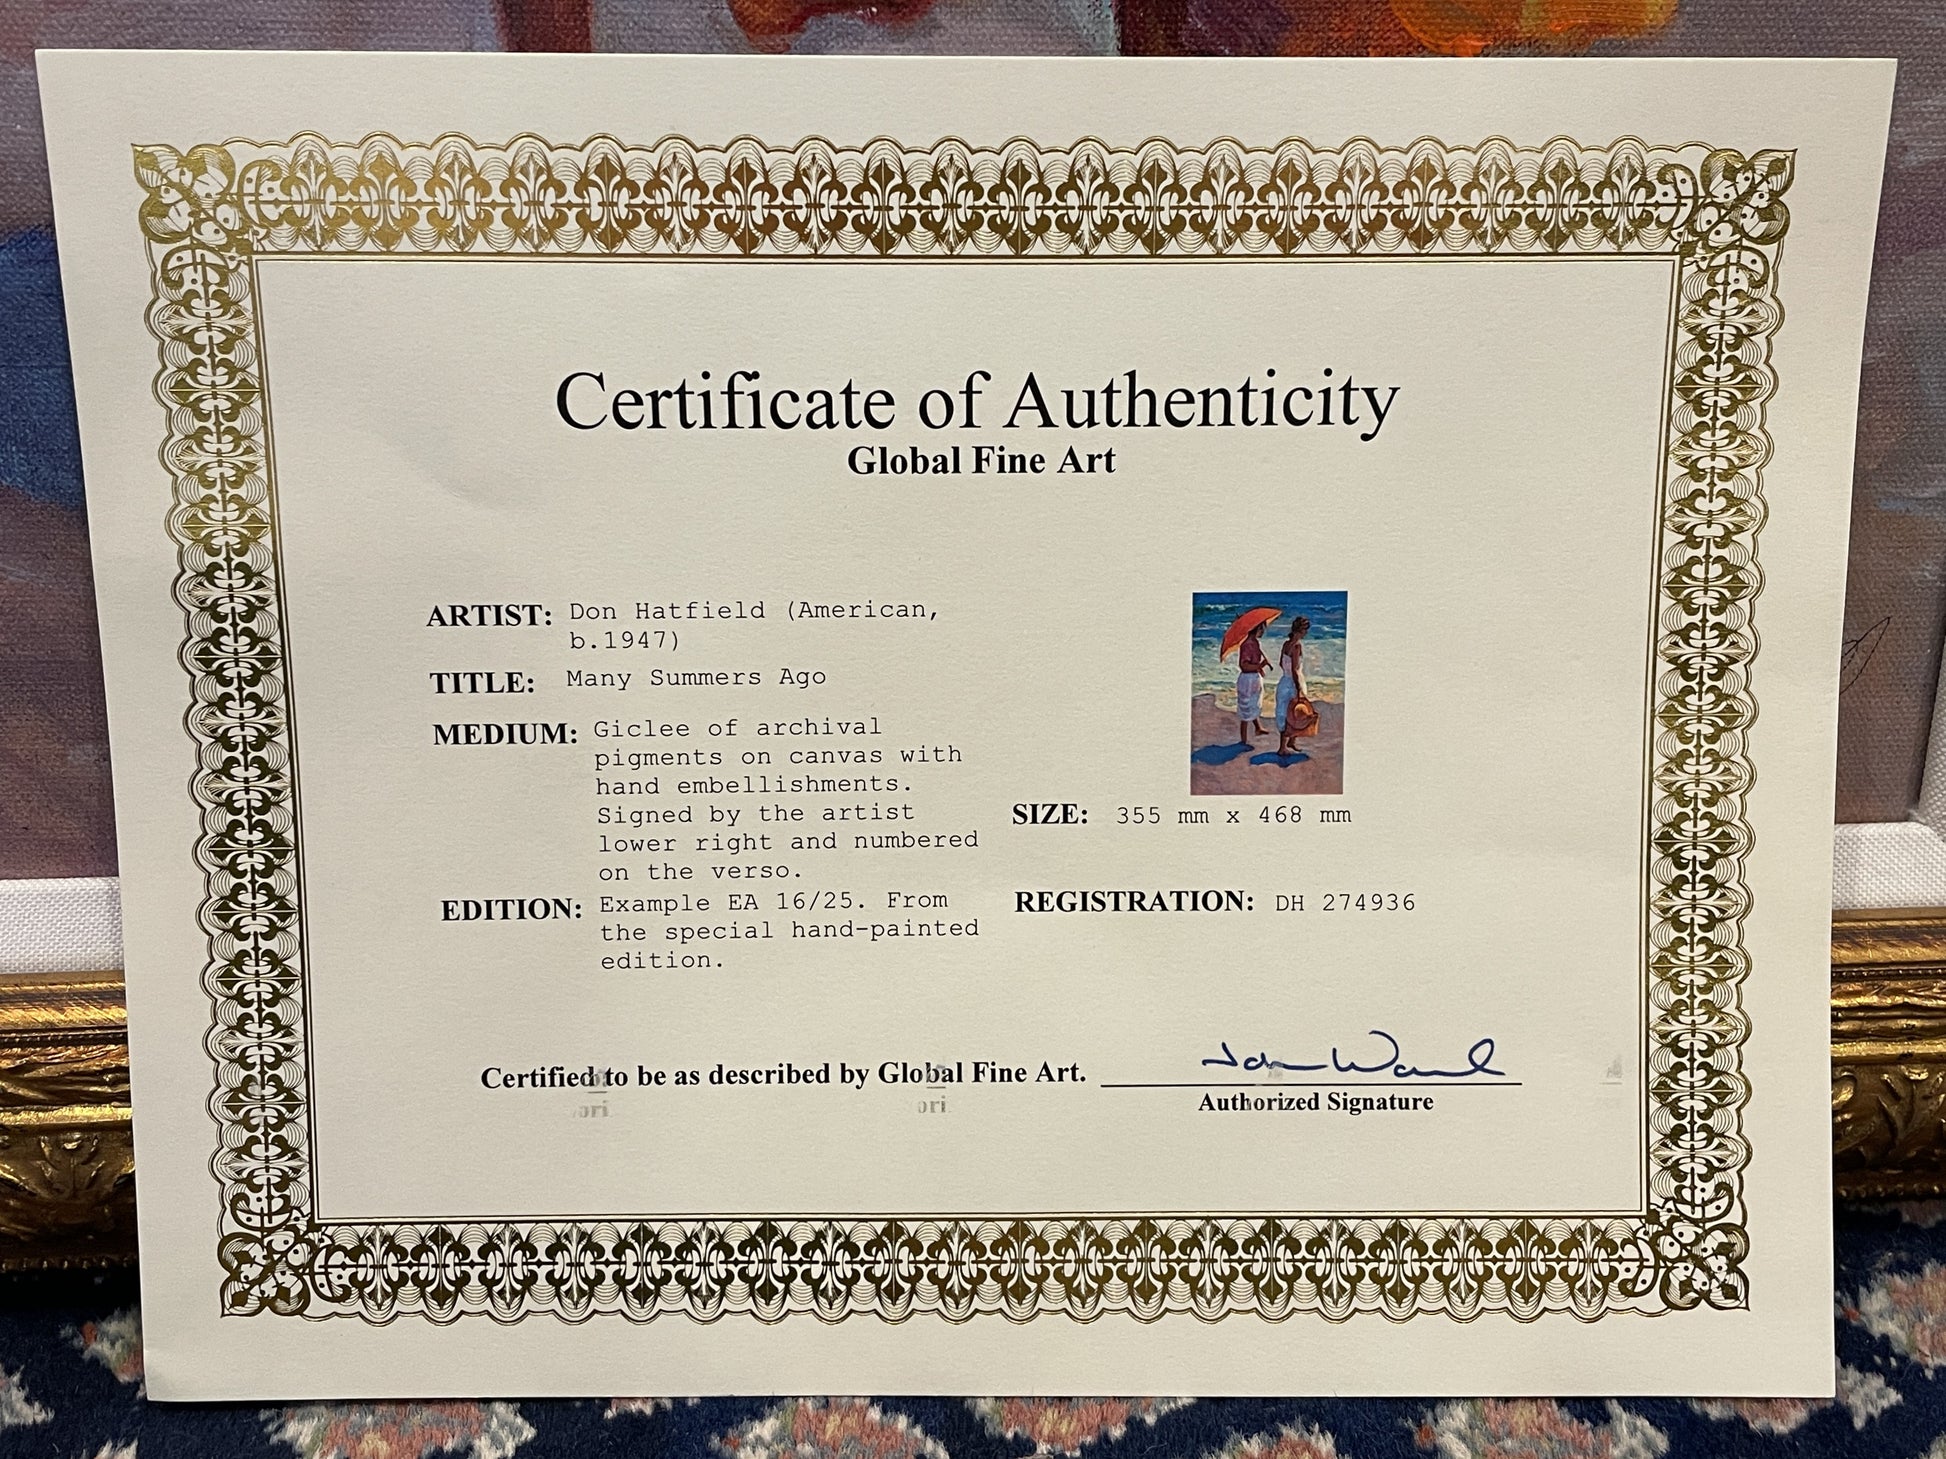 Certificate of Authenticity
Global Fine Art
ARTIST: Don Hatfield (American,
b.1947)
TITLE: Many Summers Ago
MEDIUM: Giclee of archival
pigments on canvas with
hand embellishments.
Signed by the artist
lower right and numbered
on the verso.
EDITION: Example EA 16/25. From
the special hand-painted
edition.
SIZE: 355 mm x 468 mm
REGISTRATION: DH 274936
Certified to be as described by Global Fine Art.
Authorized Signature